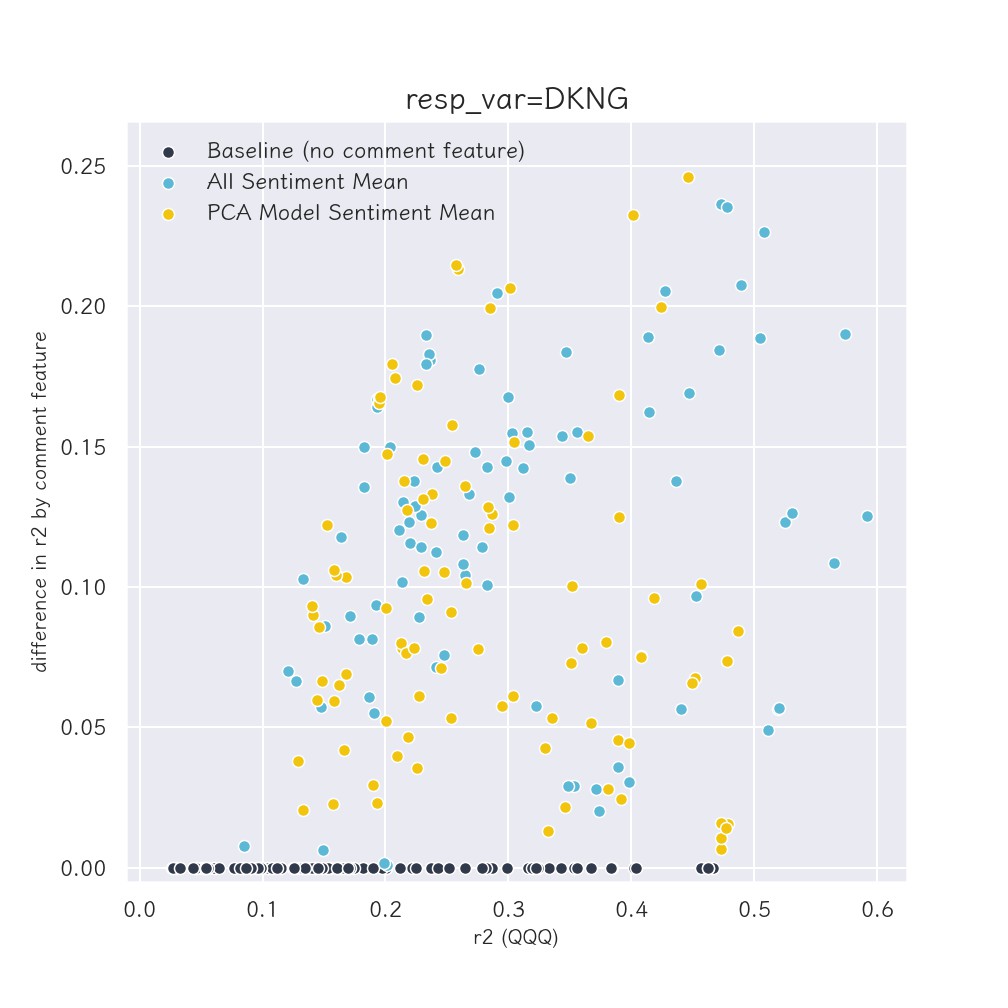 resp_var=DKNG
Baseline (no comment feature)
All Sentiment Mean
PCA Model Sentiment Mean
difference in r2 by comment feature
0.25
0.20
0.15
0.10
0.05
0.00
0.0 0.1 0.2 0.3 0.4 0.5 0.6
r2 (QQQ)